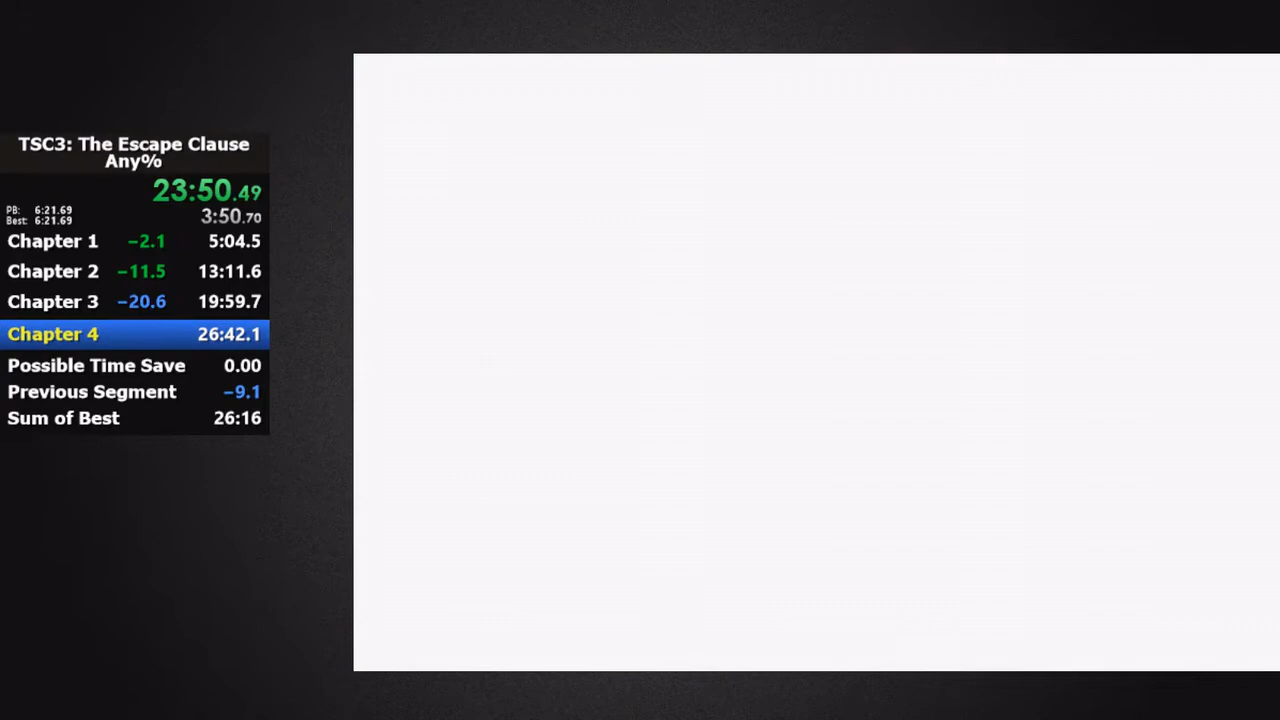 TSC3: The Escape Clause
Any%
23:50.49
PB: 6:21.69 3:50.70
Best: 6:21.69
Chapter 1 −2.1 5:04.5
Chapter 2 −11.5 13:11.6
Chapter 3 −20.6 19:59.7
Chapter 4 26:42.1
Possible Time Save 0.00
Previous Segment −9.1
Sum of Best 26:16